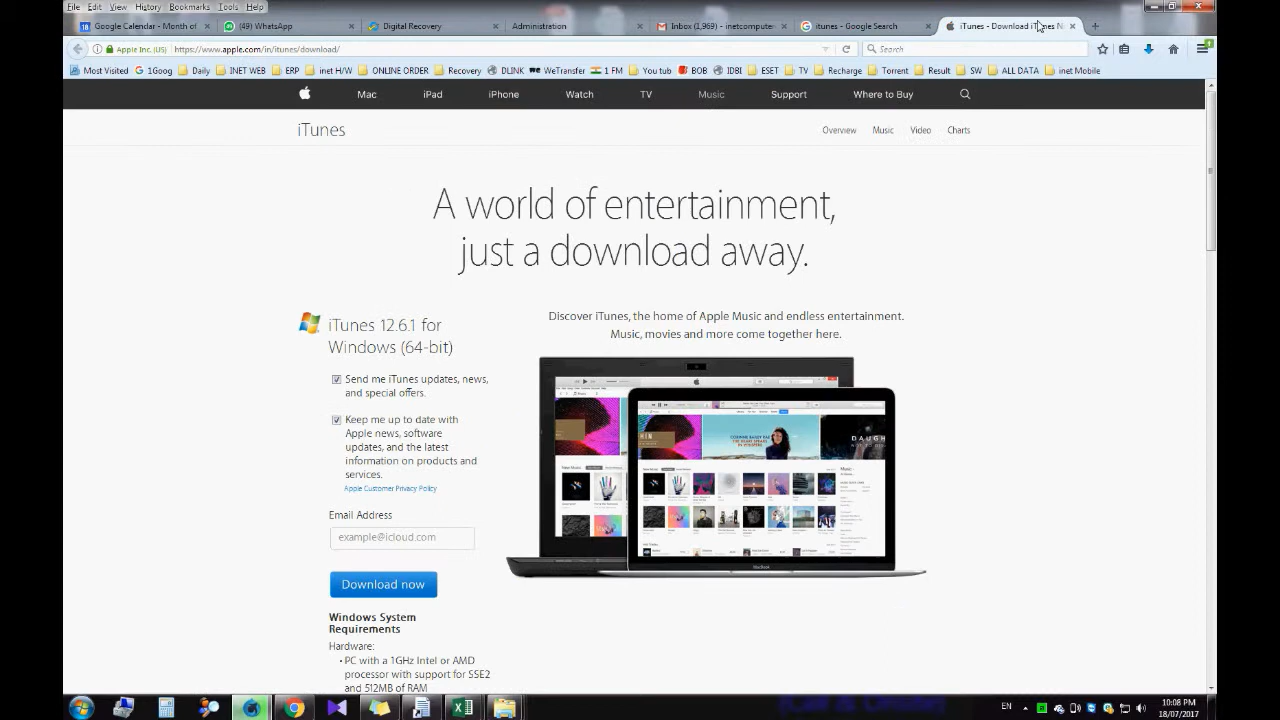 File Edit View History Bookmarks Tools Help
Google Calendar - Month of (49) WhatsApp Digital Recovery Administration Inbox (1,969) - inetcomputer itunes - Google Search iTunes - Download iTunes N
Apple Inc. (US) https://www.apple.com/in/itunes/download/ Search
Most Visited 1Goog Daily INET WEB ERP inet H/W ONLINE ORDER Recovery DLINK WeTransfer 1 FM You tub BOB IDBI ESET TV Recharge Torrent Result SW ALL DATA inet Mobile
Mac iPad iPhone Watch TV Music Support Where to Buy
iTunes Overview Music Video Charts
A world of entertainment,
just a download away.
iTunes 12.6.1 for
Windows (64-bit)
Send me iTunes updates, news,
and special offers.
Keep me up to date with
Apple news, software
updates, and the latest
information on products and
services.
Apple Customer Privacy Policy
Email Address:
example@icloud.com
Download now
Windows System
Requirements
Hardware:
• PC with a 1GHz Intel or AMD
processor with support for SSE2
and 512MB of RAM
Discover iTunes, the home of Apple Music and endless entertainment.
Music, movies and more come together here.
DAUGH
MacBook
EN 10:08 PM
18/07/2017